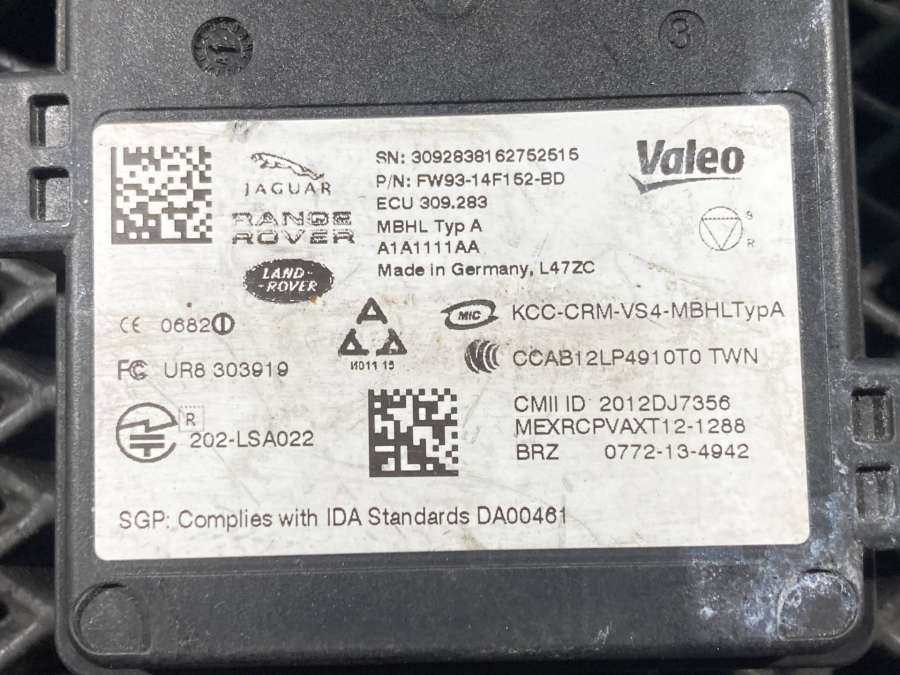 1
3
JAGUAR
RANGE
ROVER
LAND-
-ROVER
SN: 3092838162752515
P/N: FW93-14F152-BD
ECU 309.283
MBHL Typ A
A1A1111AA
Made in Germany, L47ZC
Valeo
S
R
CE 0682
MIC KCC-CRM-VS4-MBHLTypA
FC UR8 303919
CCAB12LP4910T0 TWN
R
202-LSA022
CMII ID 2012DJ7356
MEXRCPVAXT12-1288
BRZ 0772-13-4942
SGP: Complies with IDA Standards DA00461